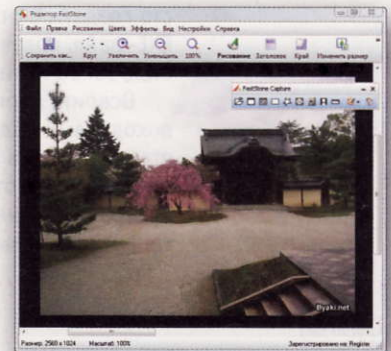 Редактор FastStone
Файл Правка Рисование Цвета Эффекты Вид Настройки Справка
Сохранить как... Круг Увеличить Уменьшить 100% Рисование Заголовок Край Изменить размер
FastStone Capture
Byaki.net
Размер: 2560 x 1024 Масштаб: 100% Зарегистрировано на: Register